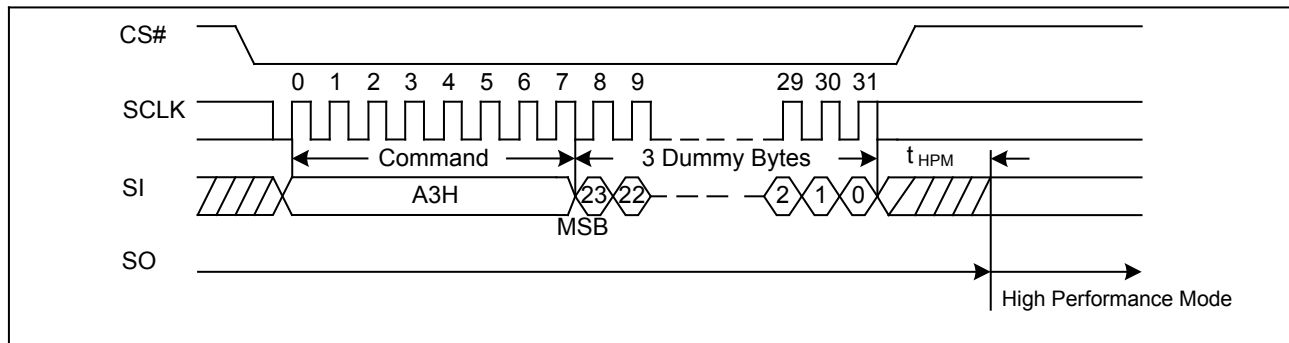 CS#
0 1 2 3 4 5 6 7 8 9 29 30 31
SCLK
Command 3 Dummy Bytes t HPM
SI A3H 23 22 2 1 0
MSB
SO
High Performance Mode